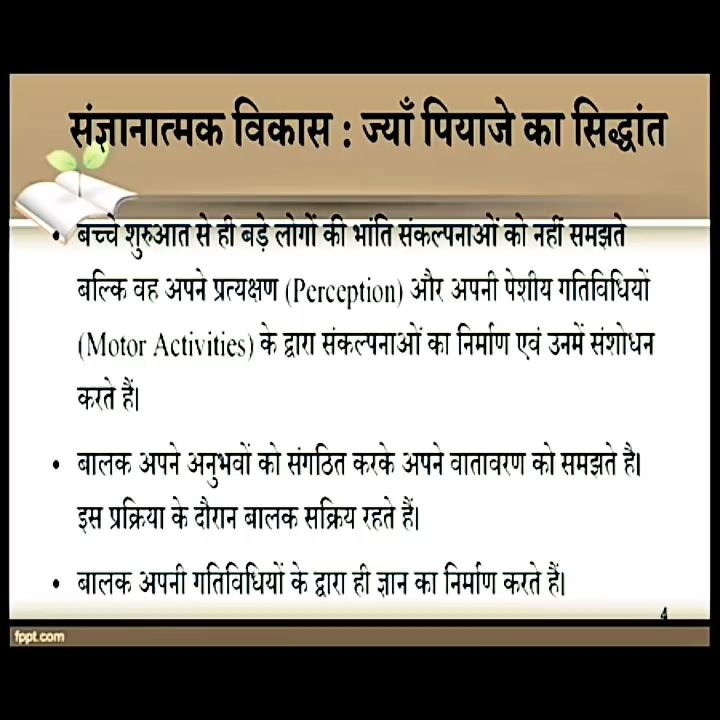 संज्ञानात्मक विकास : ज्याँ पियाजे का सिद्धांत
• बच्चे शुरुआत से ही बड़े लोगों की भांति संकल्पनाओं को नहीं समझते
बल्कि वह अपने प्रत्यक्षण (Perception) और अपनी पेशीय गतिविधियों
(Motor Activities) के द्वारा संकल्पनाओं का निर्माण एवं उनमें संशोधन
करते हैं।
• बालक अपने अनुभवों को संगठित करके अपने वातावरण को समझते है।
इस प्रक्रिया के दौरान बालक सक्रिय रहते हैं।
• बालक अपनी गतिविधियों के द्वारा ही ज्ञान का निर्माण करते हैं।
4
fppt.com